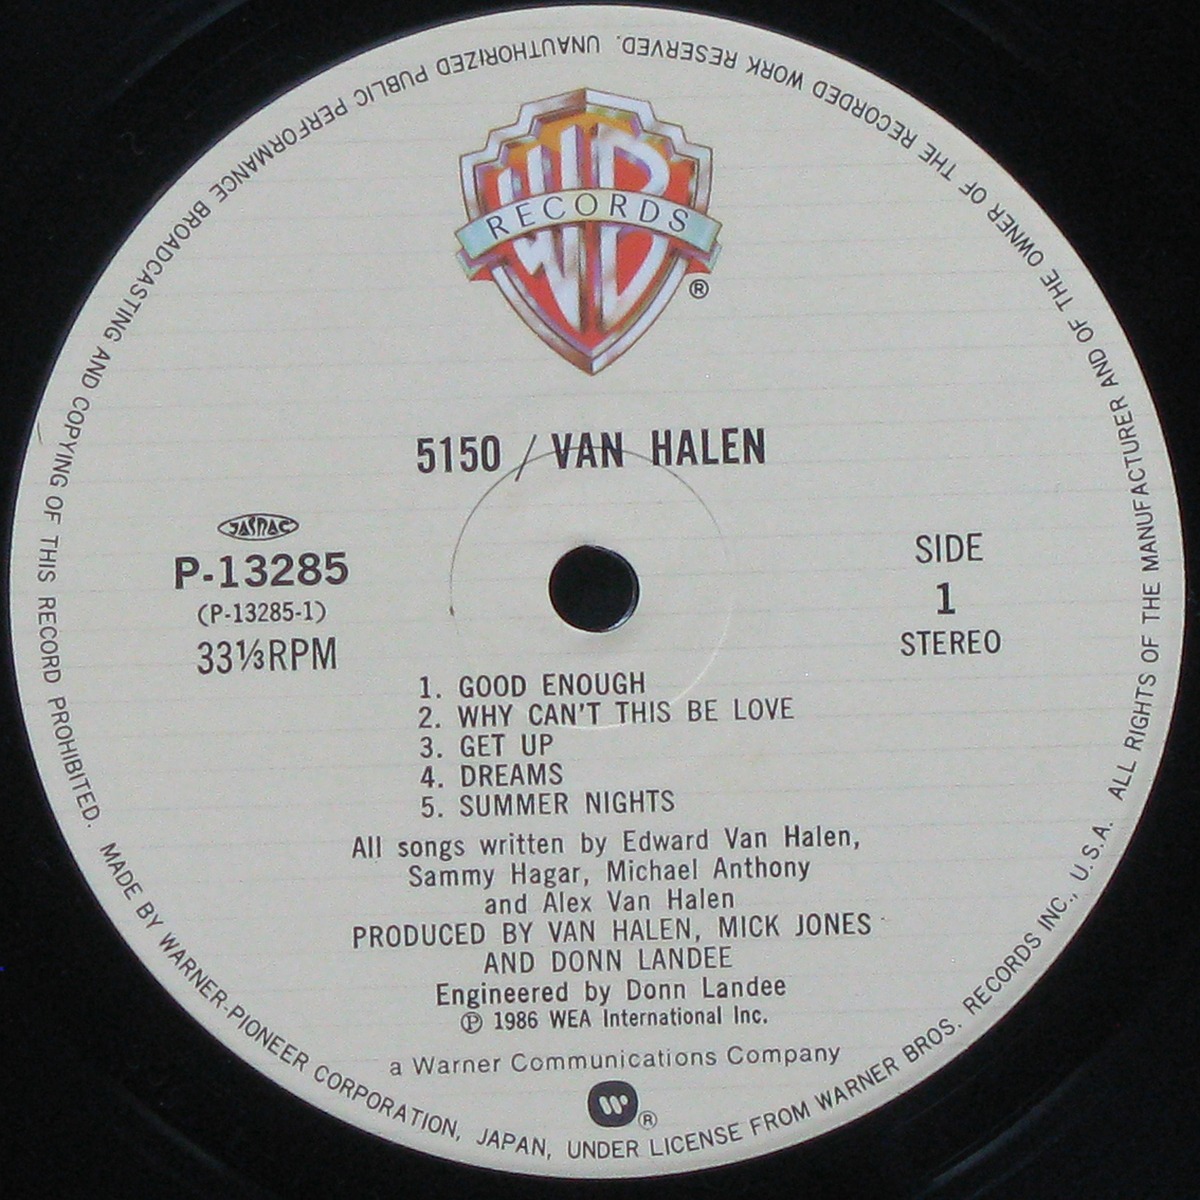 WB
RECORDS
®
5150 / VAN HALEN
JASRAC
P-13285
(P-13285-1)
33⅓RPM
SIDE
1
STEREO
1. GOOD ENOUGH
2. WHY CAN'T THIS BE LOVE
3. GET UP
4. DREAMS
5. SUMMER NIGHTS
All songs written by Edward Van Halen,
Sammy Hagar, Michael Anthony
and Alex Van Halen
PRODUCED BY VAN HALEN, MICK JONES
AND DONN LANDEE
Engineered by Donn Landee
℗ 1986 WEA International Inc.
a Warner Communications Company
®
MADE BY WARNER-PIONEER CORPORATION, JAPAN, UNDER LICENSE FROM WARNER BROS. RECORDS INC., U.S.A. ALL RIGHTS OF THE MANUFACTURER AND OF THE OWNER OF THE RECORDED WORK RESERVED. UNAUTHORIZED PUBLIC PERFORMANCE BROADCASTING AND COPYING OF THIS RECORD PROHIBITED.